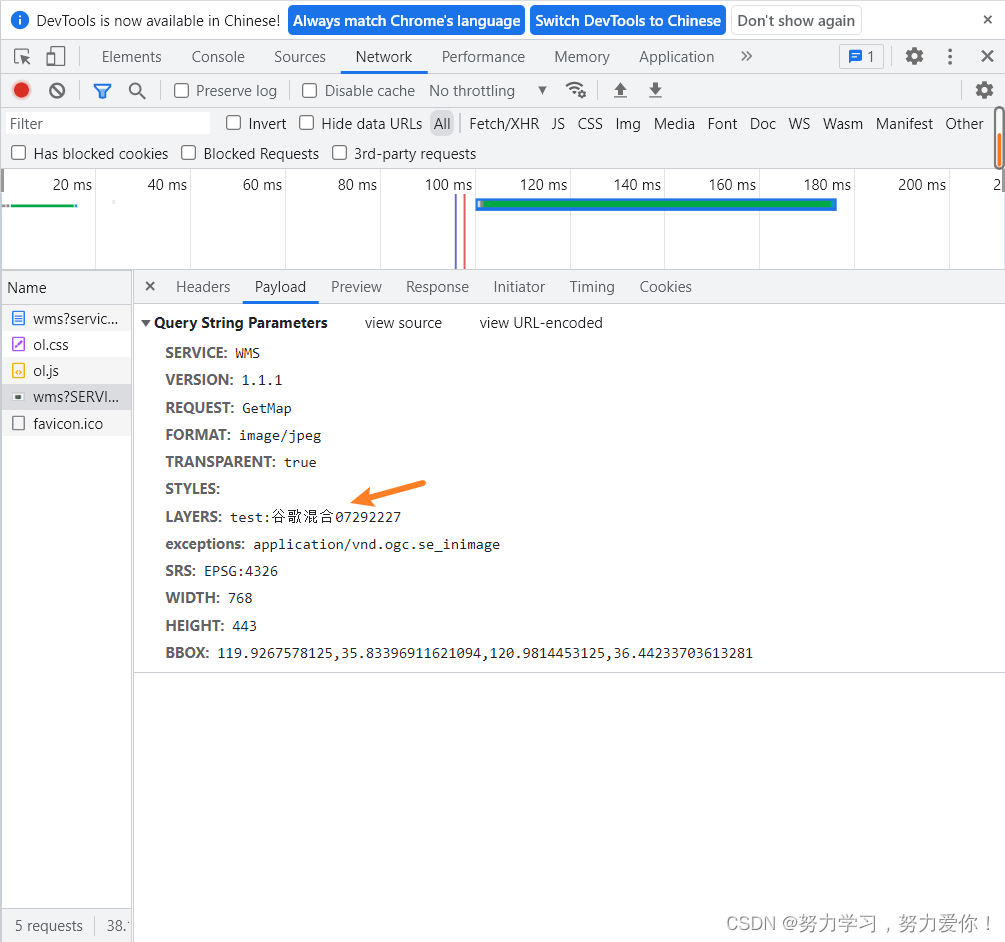 DevTools is now available in Chinese! Always match Chrome's language Switch DevTools to Chinese Don't show again
Elements Console Sources Network Performance Memory Application 1
Preserve log Disable cache No throttling
Filter Invert Hide data URLs All Fetch/XHR JS CSS Img Media Font Doc WS Wasm Manifest Other
Has blocked cookies Blocked Requests 3rd-party requests
20 ms 40 ms 60 ms 80 ms 100 ms 120 ms 140 ms 160 ms 180 ms 200 ms 2
Name Headers Payload Preview Response Initiator Timing Cookies
wms?servic...
ol.css
ol.js
wms?SERVI...
favicon.ico
Query String Parameters view source view URL-encoded
SERVICE: WMS
VERSION: 1.1.1
REQUEST: GetMap
FORMAT: image/jpeg
TRANSPARENT: true
STYLES:
LAYERS: test:谷歌混合07292227
exceptions: application/vnd.ogc.se_inimage
SRS: EPSG:4326
WIDTH: 768
HEIGHT: 443
BBOX: 119.9267578125,35.83396911621094,120.9814453125,36.44233703613281
5 requests 38.
CSDN @努力学习，努力爱你！